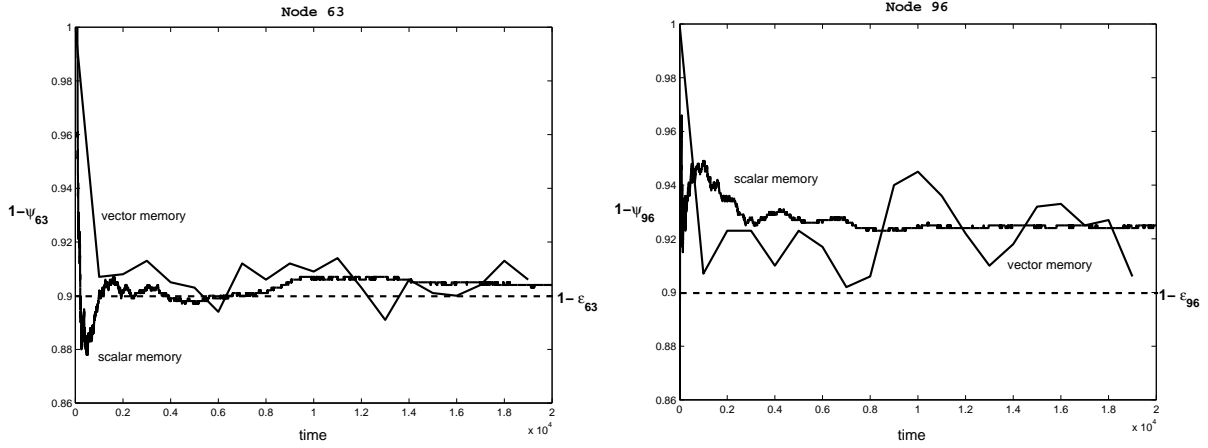 Node 63
1
0.98
0.96
0.94
0.92
0.9
0.88
0.86
1−ψ63
vector memory
scalar memory
1− ε63
0 0.2 0.4 0.6 0.8 1 1.2 1.4 1.6 1.8 2
x 10^4
time
Node 96
1
0.98
0.96
0.94
0.92
0.9
0.88
0.86
1−ψ96
scalar memory
vector memory
1− ε96
0 0.2 0.4 0.6 0.8 1 1.2 1.4 1.6 1.8 2
x 10^4
time